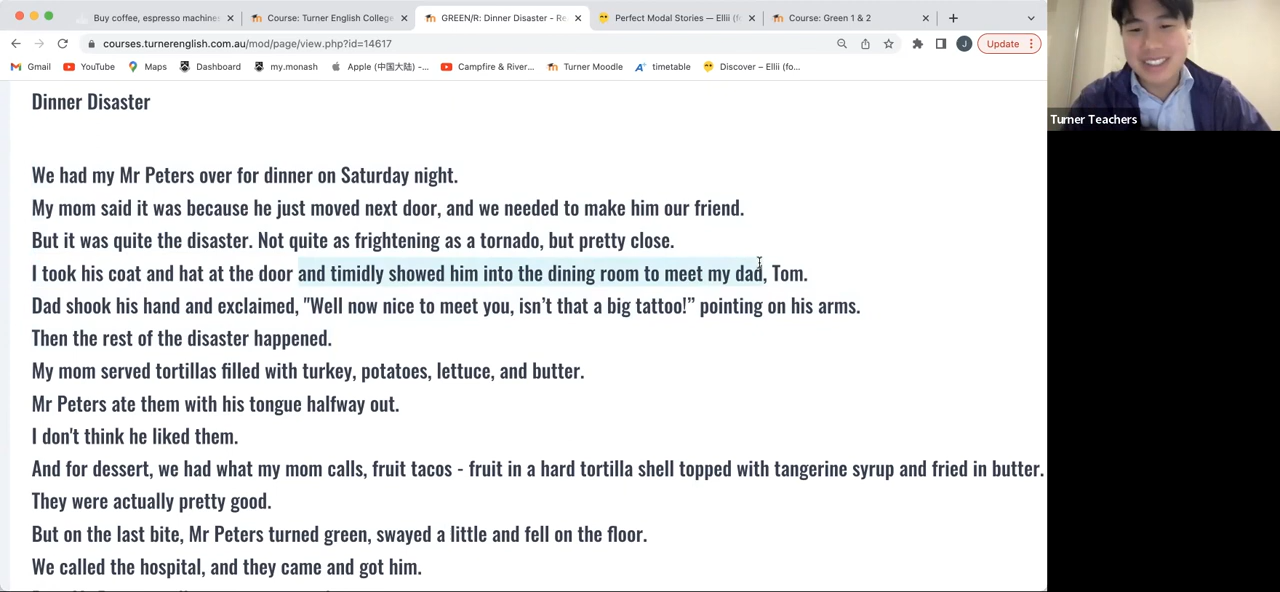 Buy coffee, espresso machine
Course: Turner English College
GREEN/R: Dinner Disaster - Re
Perfect Modal Stories — Ellii (f
Course: Green 1 & 2
courses.turnerenglish.com.au/mod/page/view.php?id=14617
J
Update
Gmail
YouTube
Maps
Dashboard
my.monash
Apple (中国大陆) -...
Campfire & River...
Turner Moodle
timetable
Discover – Ellii (fo...
Turner Teachers
Dinner Disaster
We had my Mr Peters over for dinner on Saturday night.
My mom said it was because he just moved next door, and we needed to make him our friend.
But it was quite the disaster. Not quite as frightening as a tornado, but pretty close.
I took his coat and hat at the door and timidly showed him into the dining room to meet my dad, Tom.
Dad shook his hand and exclaimed, "Well now nice to meet you, isn’t that a big tattoo!” pointing on his arms.
Then the rest of the disaster happened.
My mom served tortillas filled with turkey, potatoes, lettuce, and butter.
Mr Peters ate them with his tongue halfway out.
I don't think he liked them.
And for dessert, we had what my mom calls, fruit tacos - fruit in a hard tortilla shell topped with tangerine syrup and fried in butter.
They were actually pretty good.
But on the last bite, Mr Peters turned green, swayed a little and fell on the floor.
We called the hospital, and they came and got him.